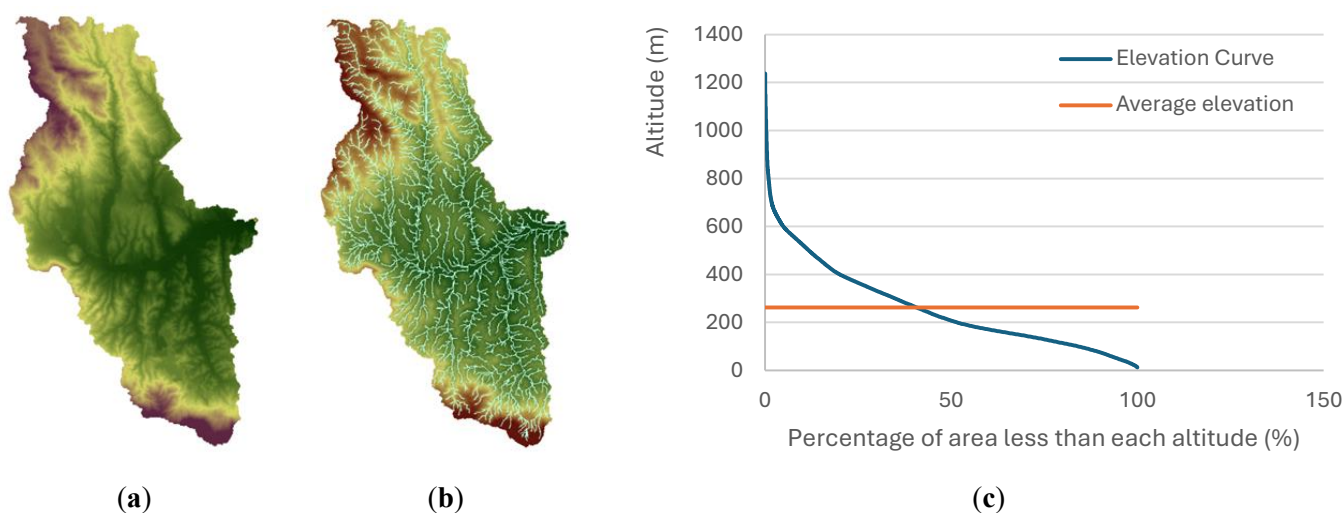 1400
1200
1000
800
600
400
200
0
Altitude (m)
Elevation Curve
Average elevation
0
50
100
150
Percentage of area less than each altitude (%)
(a)
(b)
(c)